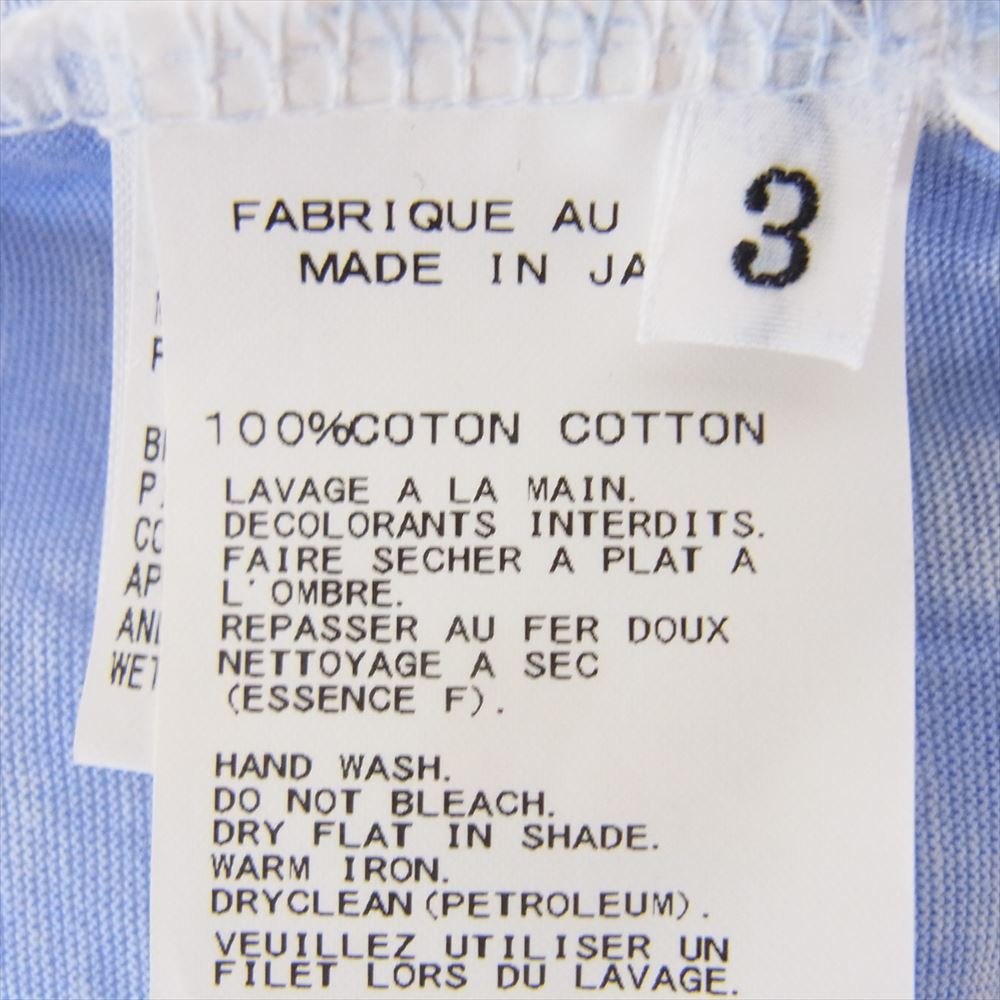 FABRIQUE AU
3
MADE IN
100%COTON COTTON
LAVAGE A LA MAIN.
DECOLORANTS INTERDITS.
FAIRE SECHER A PLAT A
L'OMBRE.
REPASSER AU FER DOUX
NETTOYAGE A SEC
(ESSENCE F).
HAND WASH.
DO NOT BLEACH.
DRY FLAT IN SHADE.
WARM IRON.
DRYCLEAN(PETROLEUM).
VEUILLEZ UTILISER UN
FILET LORS DU LAVAGE.